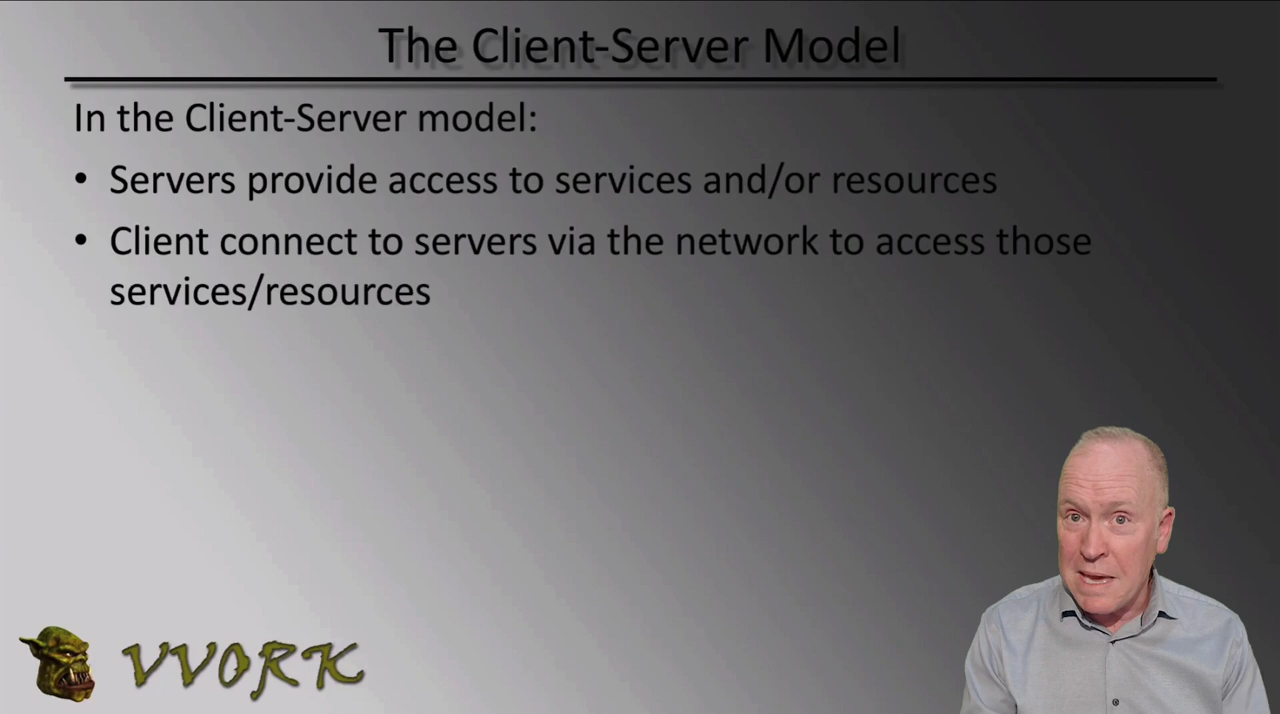 The Client-Server Model
In the Client-Server model:
• Servers provide access to services and/or resources
• Client connect to servers via the network to access those
services/resources
VVORK